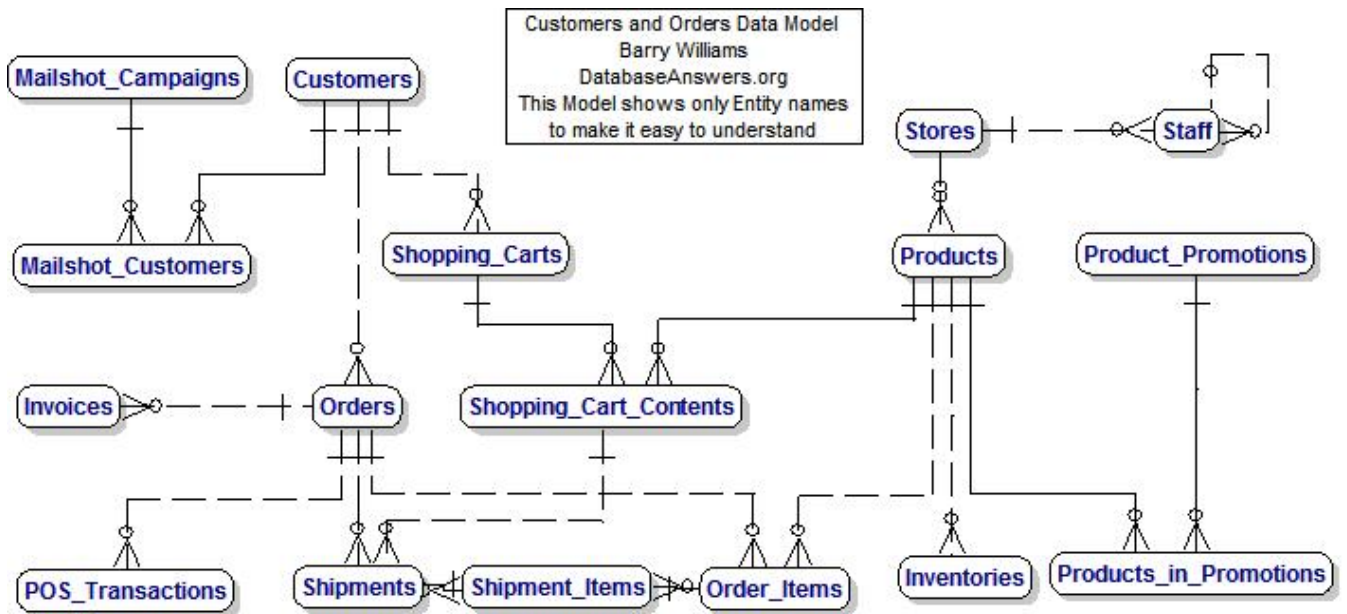 Customers and Orders Data Model
Barry Williams
DatabaseAnswers.org
This Model shows only Entity names
to make it easy to understand
Mailshot_Campaigns
Customers
Stores
Staff
Mailshot_Customers
Shopping_Carts
Products
Product_Promotions
Invoices
Orders
Shopping_Cart_Contents
POS_Transactions
Shipments
Shipment_Items
Order_Items
Inventories
Products_in_Promotions